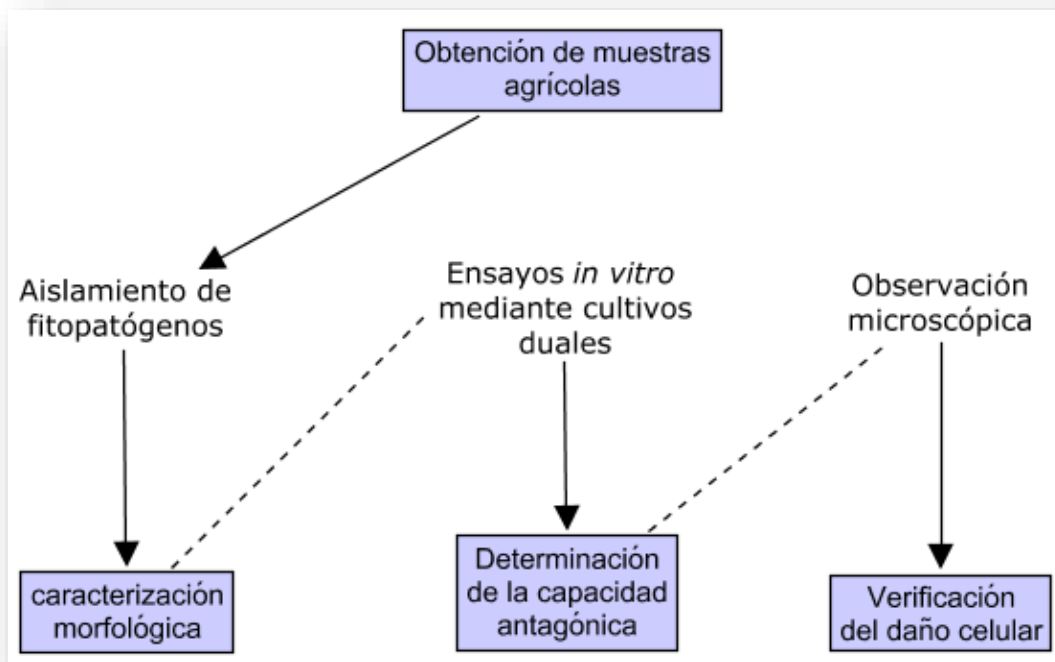 Obtención de muestras
agrícolas
Aislamiento de
fitopatógenos
Ensayos in vitro
mediante cultivos
duales
Observación
microscópica
caracterización
morfológica
Determinación
de la capacidad
antagónica
Verificación
del daño celular